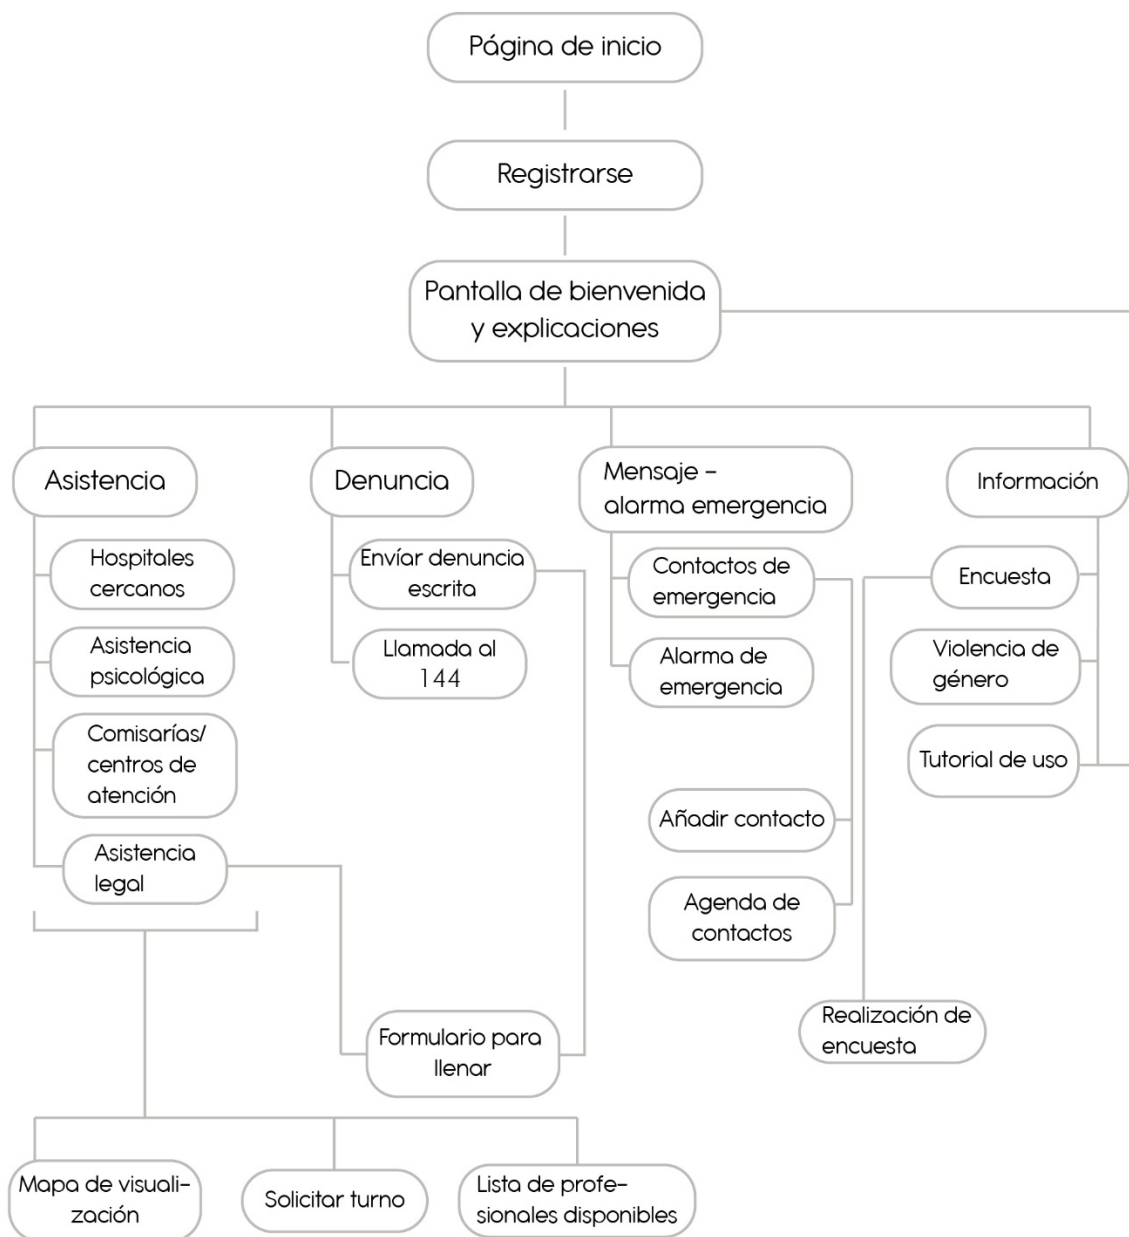 Página de inicio
Registrarse
Pantalla de bienvenida
y explicaciones
Asistencia
Hospitales
cercanos
Asistencia
psicológica
Comisarías/
centros de
atención
Asistencia
legal
Denuncia
Envíar denuncia
escrita
Llamada al
144
Mensaje -
alarma emergencia
Contactos de
emergencia
Alarma de
emergencia
Añadir contacto
Agenda de
contactos
Información
Encuesta
Violencia de
género
Tutorial de uso
Realización de
encuesta
Formulario para
llenar
Mapa de visuali-
zación
Solicitar turno
Lista de profe-
sionales disponibles